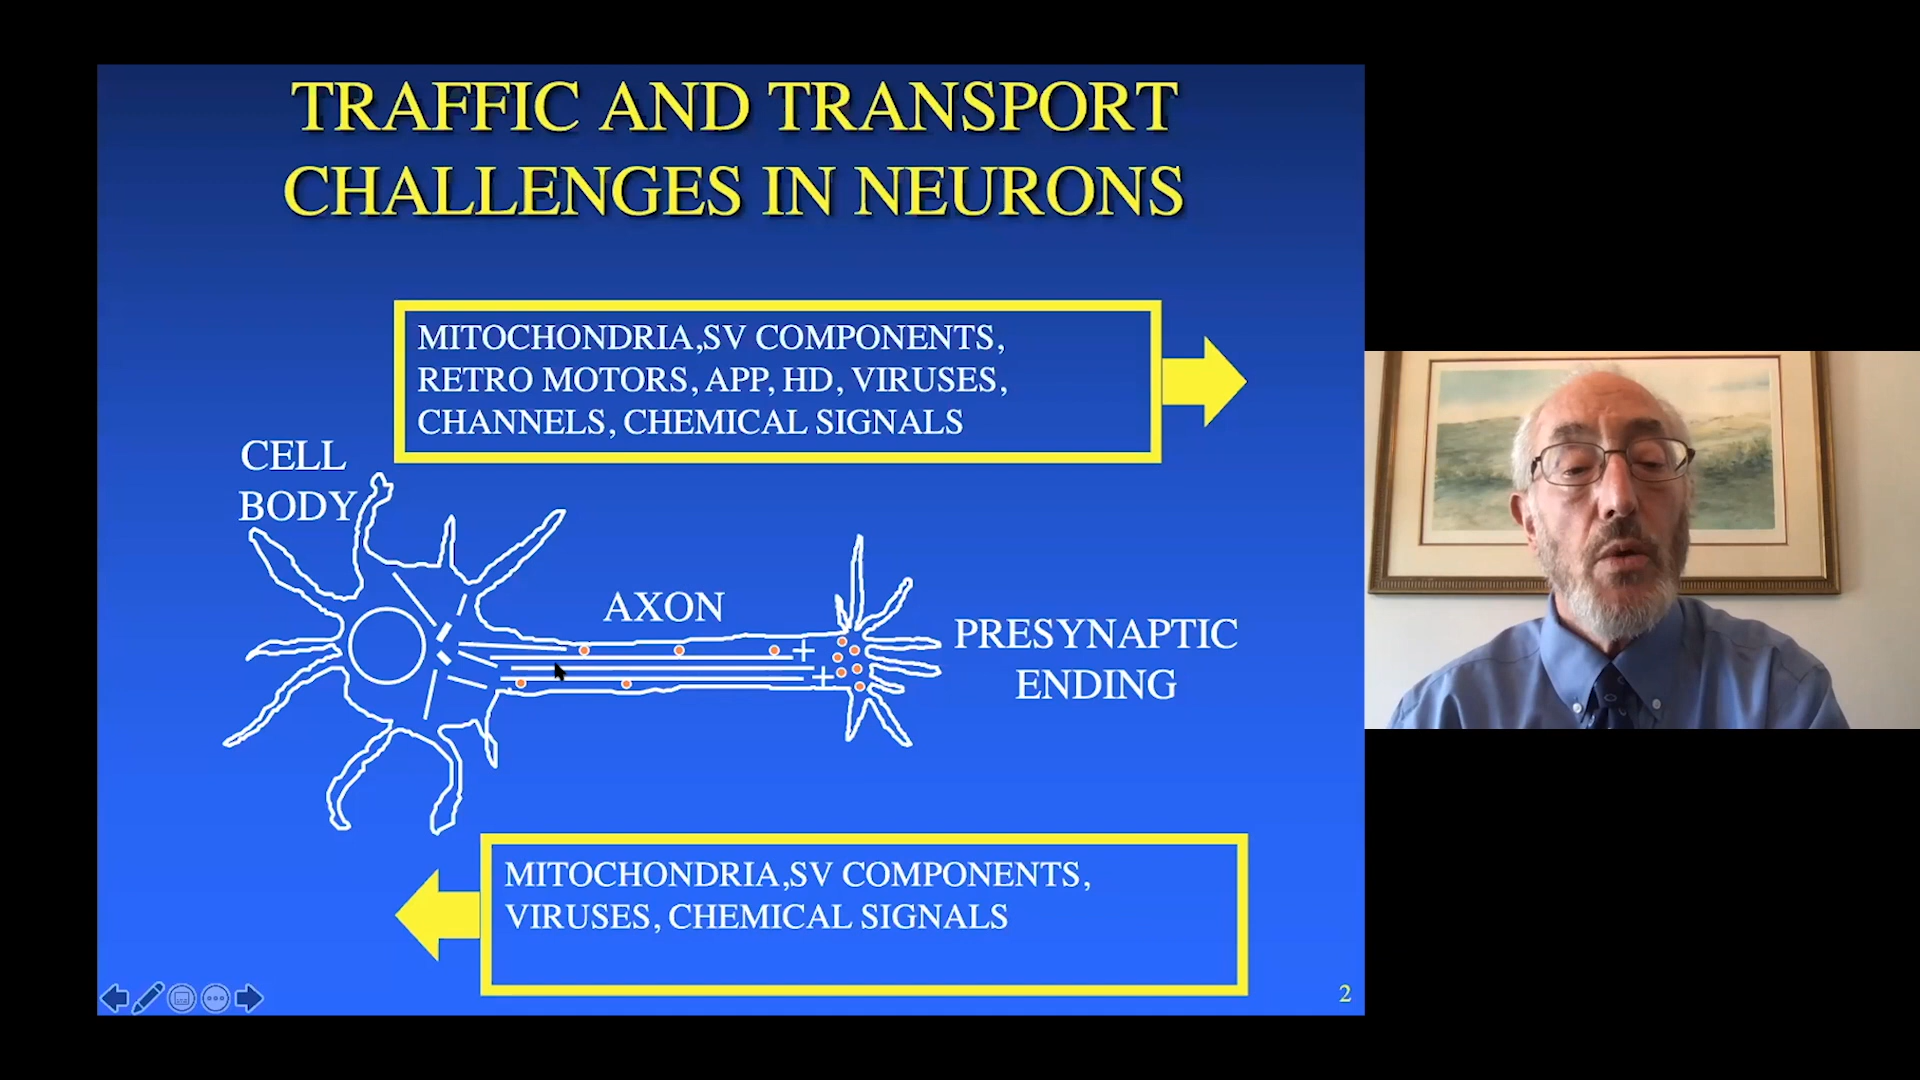 TRAFFIC AND TRANSPORT
CHALLENGES IN NEURONS
MITOCHONDRIA,SV COMPONENTS,
RETRO MOTORS, APP, HD, VIRUSES,
CHANNELS, CHEMICAL SIGNALS
CELL
BODY
AXON
+
+
PRESYNAPTIC
ENDING
MITOCHONDRIA,SV COMPONENTS,
VIRUSES, CHEMICAL SIGNALS
2